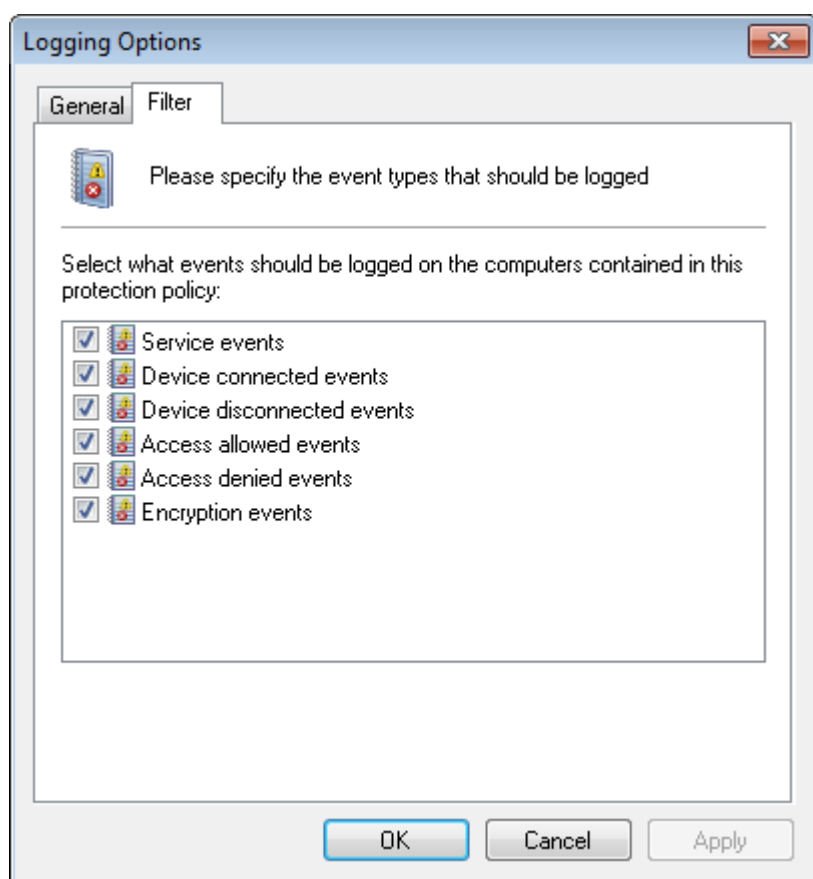 Logging Options
General
Filter
Please specify the event types that should be logged
Select what events should be logged on the computers contained in this
protection policy:
Service events
Device connected events
Device disconnected events
Access allowed events
Access denied events
Encryption events
OK
Cancel
Apply